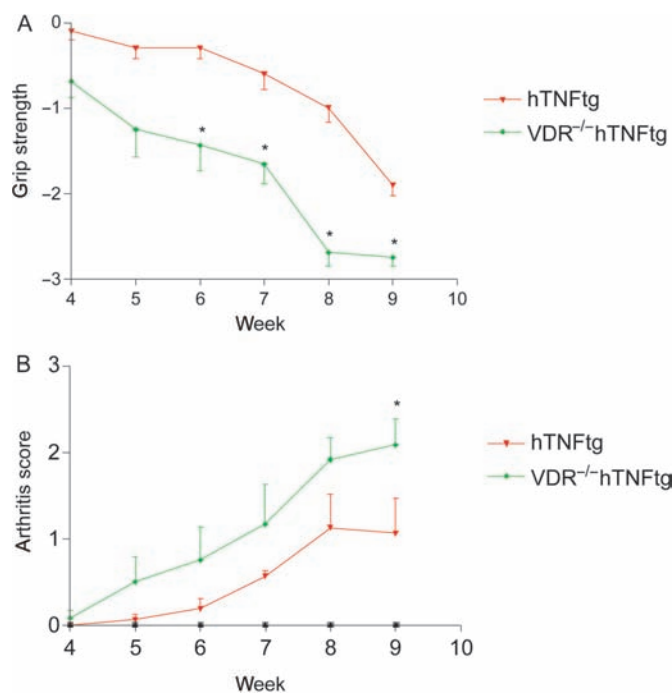 A
−0
−1
−2
−3
Grip strength
4 5 6 7 8 9 10
Week
* * * *
hTNFtg
VDR−/−hTNFtg
B
3
2
1
0
Arthritis score
4 5 6 7 8 9 10
Week
*
hTNFtg
VDR−/−hTNFtg